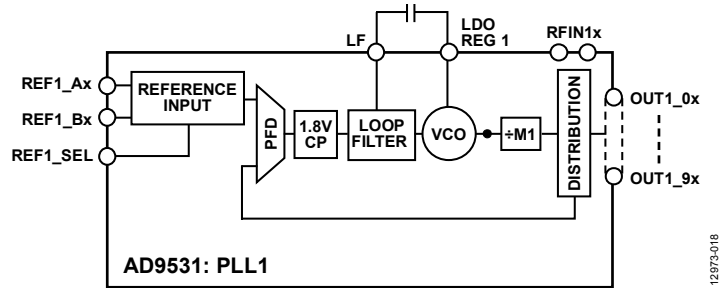 LF
LDO
REG 1
RFIN1x
REF1_Ax
REF1_Bx
REF1_SEL
REFERENCE
INPUT
PFD
1.8V
CP
LOOP
FILTER
VCO
÷M1
DISTRIBUTION
OUT1_0x
OUT1_9x
AD9531: PLL1
12973-018